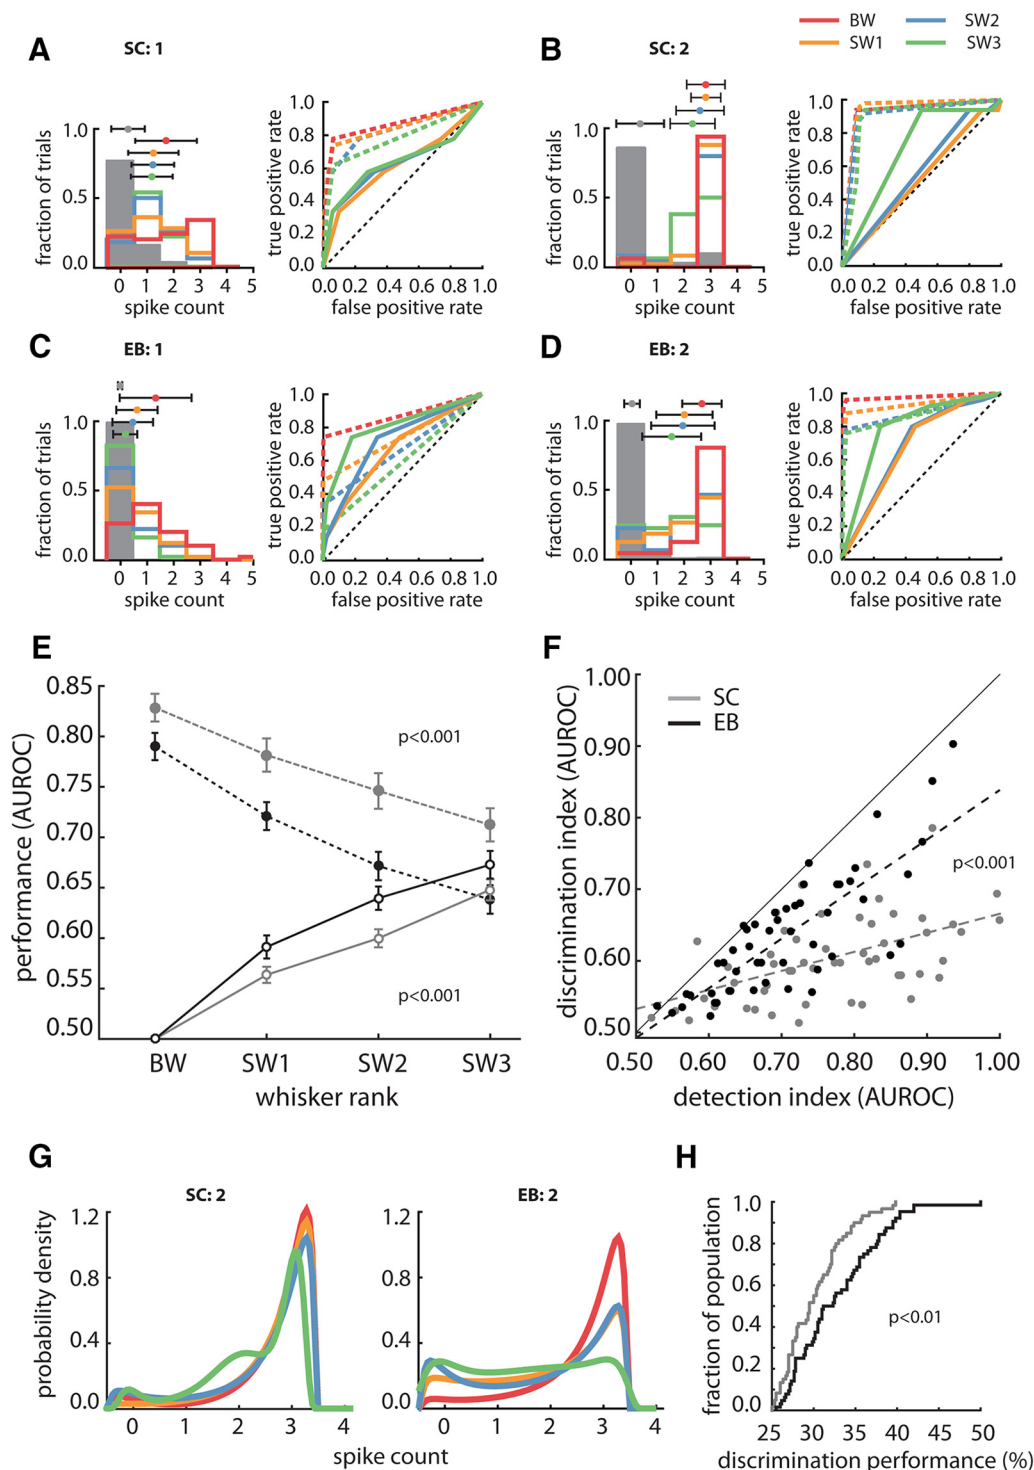 BW
SW2
SW1
SW3
A
SC: 1
B
SC: 2
fraction of trials
1.0
0.5
0.0
0 1 2 3 4 5
spike count
true positive rate
1.0
0.8
0.6
0.4
0.2
0.0
0.0 0.2 0.4 0.6 0.8 1.0
false positive rate
fraction of trials
1.0
0.5
0.0
0 1 2 3 4 5
spike count
true positive rate
1.0
0.8
0.6
0.4
0.2
0.0
0.0 0.2 0.4 0.6 0.8 1.0
false positive rate
C
EB: 1
D
EB: 2
fraction of trials
1.0
0.5
0.0
0 1 2 3 4 5
spike count
true positive rate
1.0
0.8
0.6
0.4
0.2
0.0
0.0 0.2 0.4 0.6 0.8 1.0
false positive rate
fraction of trials
1.0
0.5
0.0
0 1 2 3 4 5
spike count
true positive rate
1.0
0.8
0.6
0.4
0.2
0.0
0.0 0.2 0.4 0.6 0.8 1.0
false positive rate
E
performance (AUROC)
0.85
0.80
0.75
0.70
0.65
0.60
0.55
0.50
p<0.001
p<0.001
BW SW1 SW2 SW3
whisker rank
F
discrimination index (AUROC)
1.00
0.90
0.80
0.70
0.60
0.50
SC
EB
p<0.001
0.50 0.60 0.70 0.80 0.90 1.00
detection index (AUROC)
G
SC: 2
EB: 2
probability density
1.2
0.8
0.4
0.0
0 1 2 3 4
1.2
0.8
0.4
0.0
0 1 2 3 4
spike count
H
fraction of population
1.0
0.8
0.6
0.4
0.2
0.0
p<0.01
25 30 35 40 45 50
discrimination performance (%)